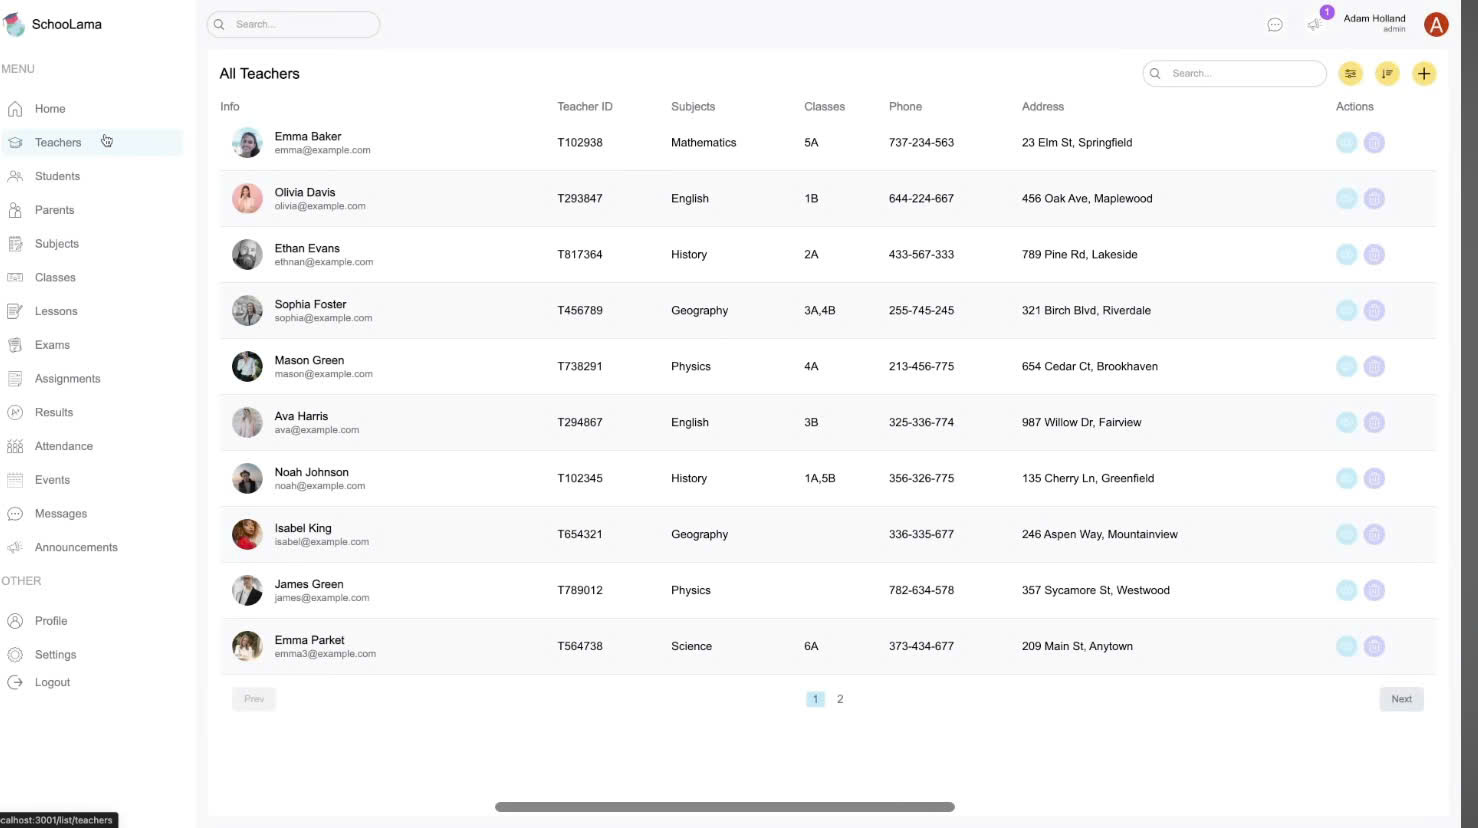 SchooLama
Search...
1
Adam Holland
admin
A
MENU
Home
Teachers
Students
Parents
Subjects
Classes
Lessons
Exams
Assignments
Results
Attendance
Events
Messages
Announcements
OTHER
Profile
Settings
Logout
All Teachers
Search...
Info Teacher ID Subjects Classes Phone Address Actions
Emma Baker
emma@example.com
T102938 Mathematics 5A 737-234-563 23 Elm St, Springfield
Olivia Davis
olivia@example.com
T293847 English 1B 644-224-667 456 Oak Ave, Maplewood
Ethan Evans
ethnan@example.com
T817364 History 2A 433-567-333 789 Pine Rd, Lakeside
Sophia Foster
sophia@example.com
T456789 Geography 3A,4B 255-745-245 321 Birch Blvd, Riverdale
Mason Green
mason@example.com
T738291 Physics 4A 213-456-775 654 Cedar Ct, Brookhaven
Ava Harris
ava@example.com
T294867 English 3B 325-336-774 987 Willow Dr, Fairview
Noah Johnson
noah@example.com
T102345 History 1A,5B 356-326-775 135 Cherry Ln, Greenfield
Isabel King
isabel@example.com
T654321 Geography 336-335-677 246 Aspen Way, Mountainview
James Green
james@example.com
T789012 Physics 782-634-578 357 Sycamore St, Westwood
Emma Parket
emma3@example.com
T564738 Science 6A 373-434-677 209 Main St, Anytown
Prev 1 2 Next
calhost:3001/list/teachers